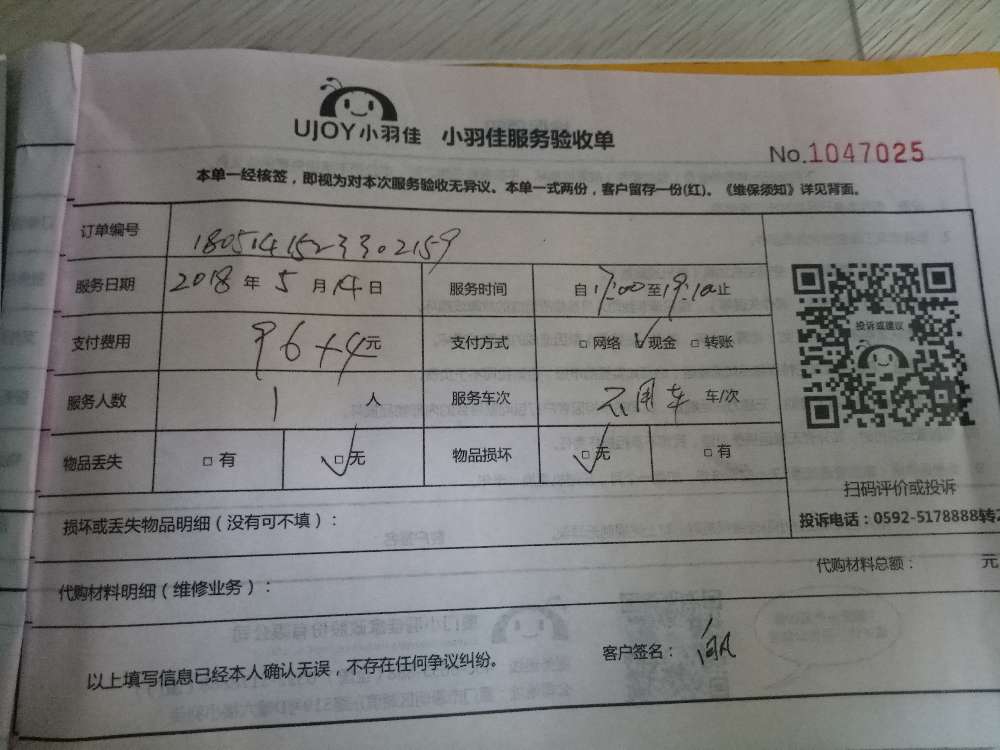 UJOY小羽佳 小羽佳服务验收单
No.1047025
本单一经核签，即视为对本次服务验收无异议。本单一式两份，客户留存一份(红)。《维保须知》详见背面。
订单编号 1805141523302159
服务日期 2018 年 5 月 14 日 服务时间 自 17:00 至 19:10 止
支付费用 96+4 元 支付方式 □ 网络 ☑ 现金 □ 转账
服务人数 1 人 服务车次 不用车 车/次
物品丢失 □ 有 ☑ 无 物品损坏 ☑ 无 □ 有
投诉或建议
扫码评价或投诉
投诉电话：0592-5178888转2
损坏或丢失物品明细（没有可不填）：
代购材料明细（维修业务）： 代购材料总额： 元
以上填写信息已经本人确认无误，不存在任何争议纠纷。 客户签名：